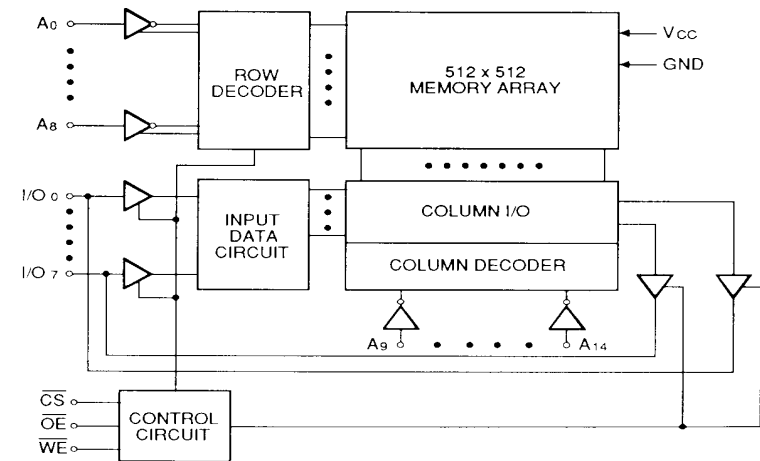 A0
ROW
DECODER
512 x 512
MEMORY ARRAY
VCC
GND
A8
I/O 0
INPUT
DATA
CIRCUIT
COLUMN I/O
COLUMN DECODER
I/O 7
A9
A14
CS
OE
WE
CONTROL
CIRCUIT